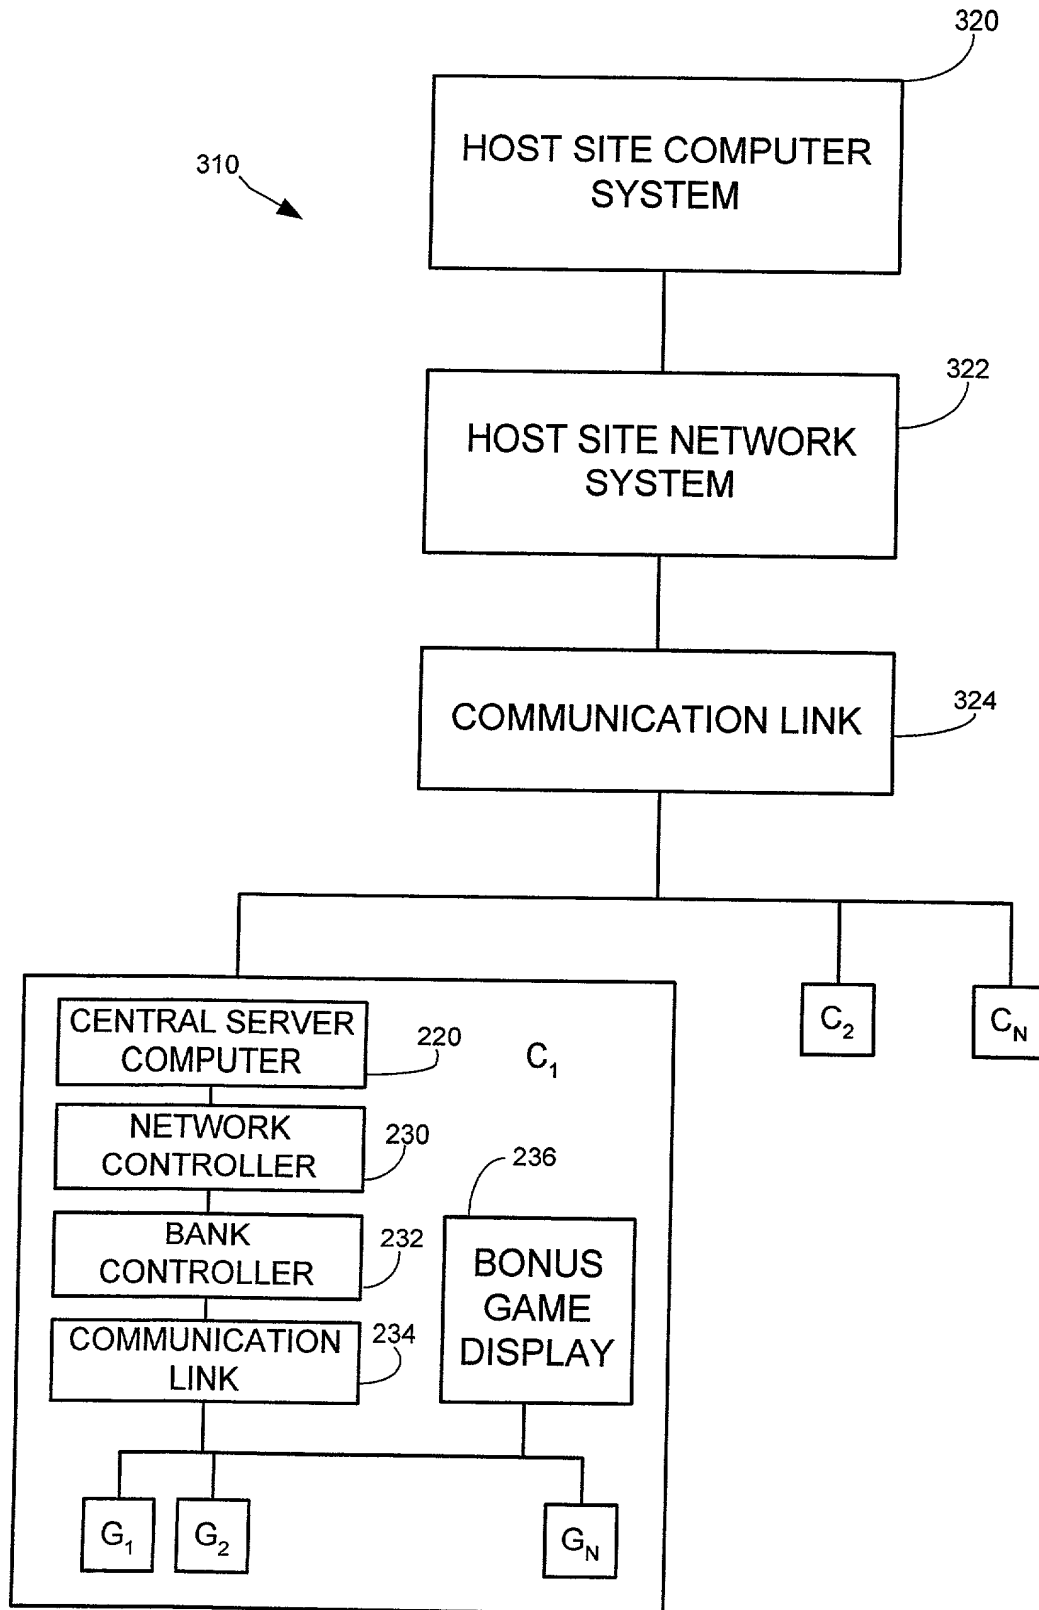 320
HOST SITE COMPUTER
SYSTEM
310
322
HOST SITE NETWORK
SYSTEM
324
COMMUNICATION LINK
C2
CN
CENTRAL SERVER
COMPUTER
220
C1
NETWORK
CONTROLLER
230
236
BANK
CONTROLLER
232
BONUS
GAME
DISPLAY
COMMUNICATION
LINK
234
G1
G2
GN